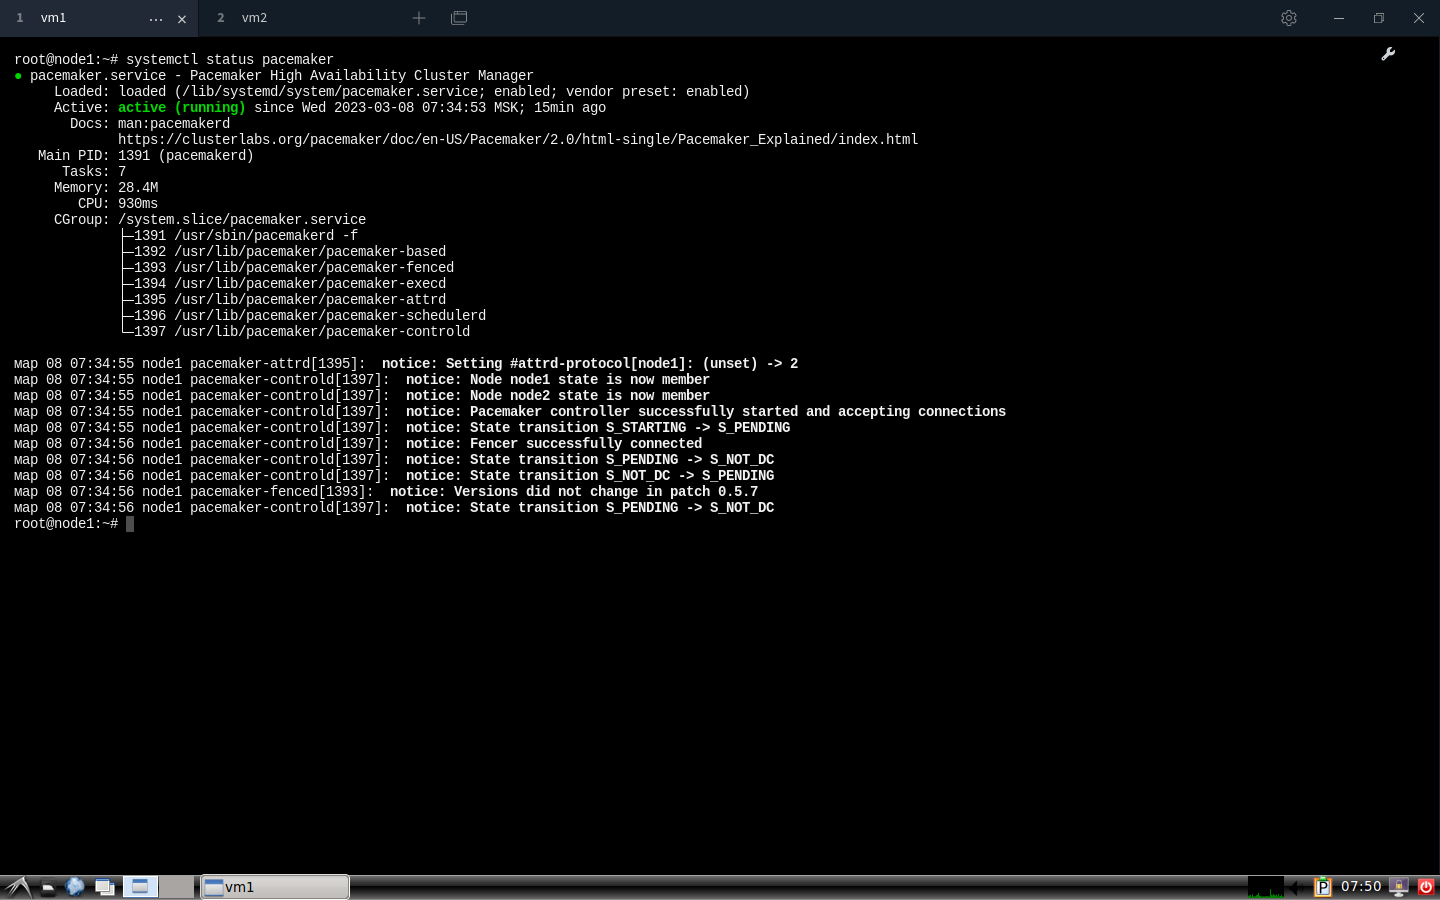 1 vm1 ... × 2 vm2
root@node1:~# systemctl status pacemaker
● pacemaker.service - Pacemaker High Availability Cluster Manager
Loaded: loaded (/lib/systemd/system/pacemaker.service; enabled; vendor preset: enabled)
Active: active (running) since Wed 2023-03-08 07:34:53 MSK; 15min ago
Docs: man:pacemakerd
https://clusterlabs.org/pacemaker/doc/en-US/Pacemaker/2.0/html-single/Pacemaker_Explained/index.html
Main PID: 1391 (pacemakerd)
Tasks: 7
Memory: 28.4M
CPU: 930ms
CGroup: /system.slice/pacemaker.service
├─1391 /usr/sbin/pacemakerd -f
├─1392 /usr/lib/pacemaker/pacemaker-based
├─1393 /usr/lib/pacemaker/pacemaker-fenced
├─1394 /usr/lib/pacemaker/pacemaker-execd
├─1395 /usr/lib/pacemaker/pacemaker-attrd
├─1396 /usr/lib/pacemaker/pacemaker-schedulerd
└─1397 /usr/lib/pacemaker/pacemaker-controld
мар 08 07:34:55 node1 pacemaker-attrd[1395]:  notice: Setting #attrd-protocol[node1]: (unset) -> 2
мар 08 07:34:55 node1 pacemaker-controld[1397]:  notice: Node node1 state is now member
мар 08 07:34:55 node1 pacemaker-controld[1397]:  notice: Node node2 state is now member
мар 08 07:34:55 node1 pacemaker-controld[1397]:  notice: Pacemaker controller successfully started and accepting connections
мар 08 07:34:55 node1 pacemaker-controld[1397]:  notice: State transition S_STARTING -> S_PENDING
мар 08 07:34:56 node1 pacemaker-controld[1397]:  notice: Fencer successfully connected
мар 08 07:34:56 node1 pacemaker-controld[1397]:  notice: State transition S_PENDING -> S_NOT_DC
мар 08 07:34:56 node1 pacemaker-controld[1397]:  notice: State transition S_NOT_DC -> S_PENDING
мар 08 07:34:56 node1 pacemaker-fenced[1393]:  notice: Versions did not change in patch 0.5.7
мар 08 07:34:56 node1 pacemaker-controld[1397]:  notice: State transition S_PENDING -> S_NOT_DC
root@node1:~#
vm1 P 07:50